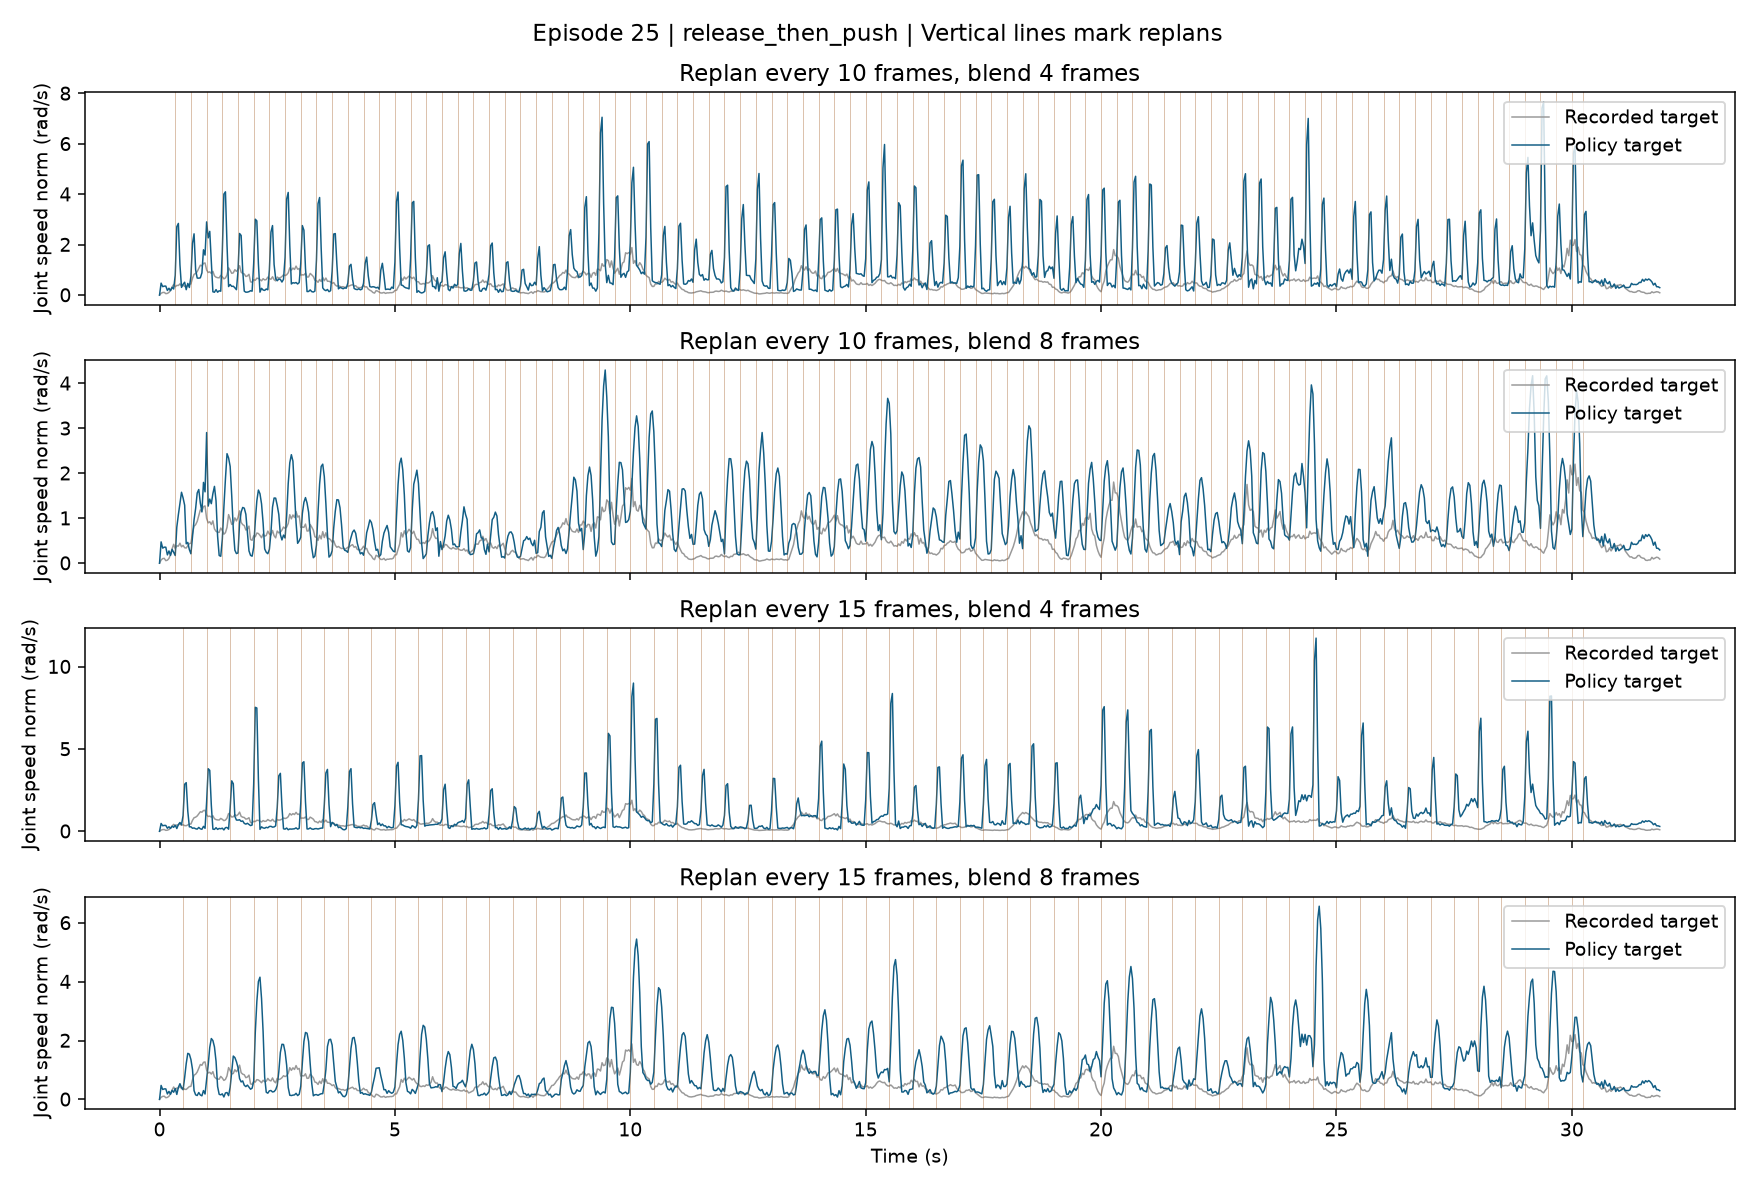 Episode 25 | release_then_push | Vertical lines mark replans
Replan every 10 frames, blend 4 frames
Joint speed norm (rad/s)
8
6
4
2
0
Recorded target
Policy target
Replan every 10 frames, blend 8 frames
Joint speed norm (rad/s)
4
3
2
1
0
Recorded target
Policy target
Replan every 15 frames, blend 4 frames
Joint speed norm (rad/s)
10
5
0
Recorded target
Policy target
Replan every 15 frames, blend 8 frames
Joint speed norm (rad/s)
6
4
2
0
Recorded target
Policy target
0 5 10 15 20 25 30
Time (s)